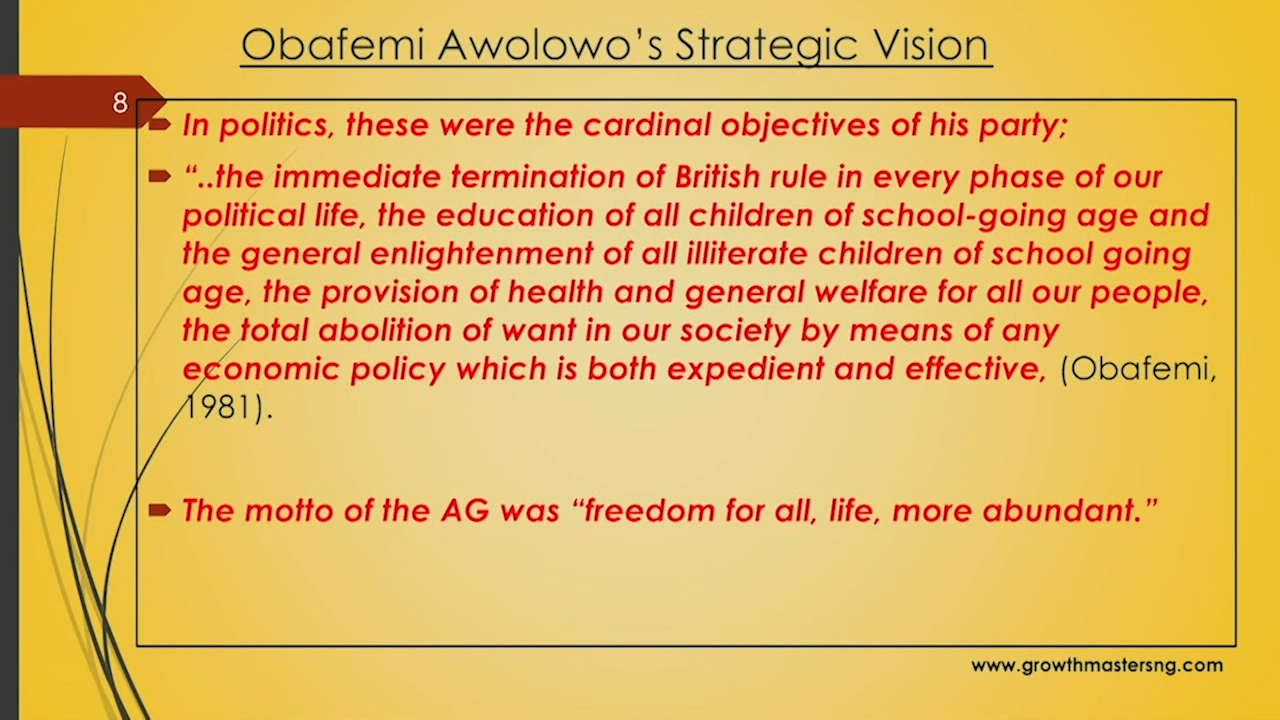 Obafemi Awolowo’s Strategic Vision
8
In politics, these were the cardinal objectives of his party;
“..the immediate termination of British rule in every phase of our
political life, the education of all children of school-going age and
the general enlightenment of all illiterate children of school going
age, the provision of health and general welfare for all our people,
the total abolition of want in our society by means of any
economic policy which is both expedient and effective, (Obafemi,
1981).
The motto of the AG was “freedom for all, life, more abundant.”
www.growthmastersng.com